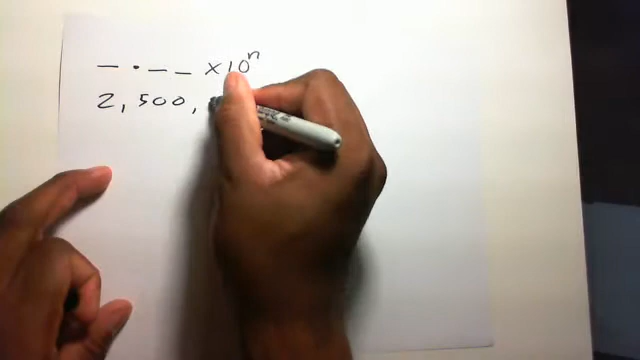 _ . _ _ ×10ⁿ
2,500,